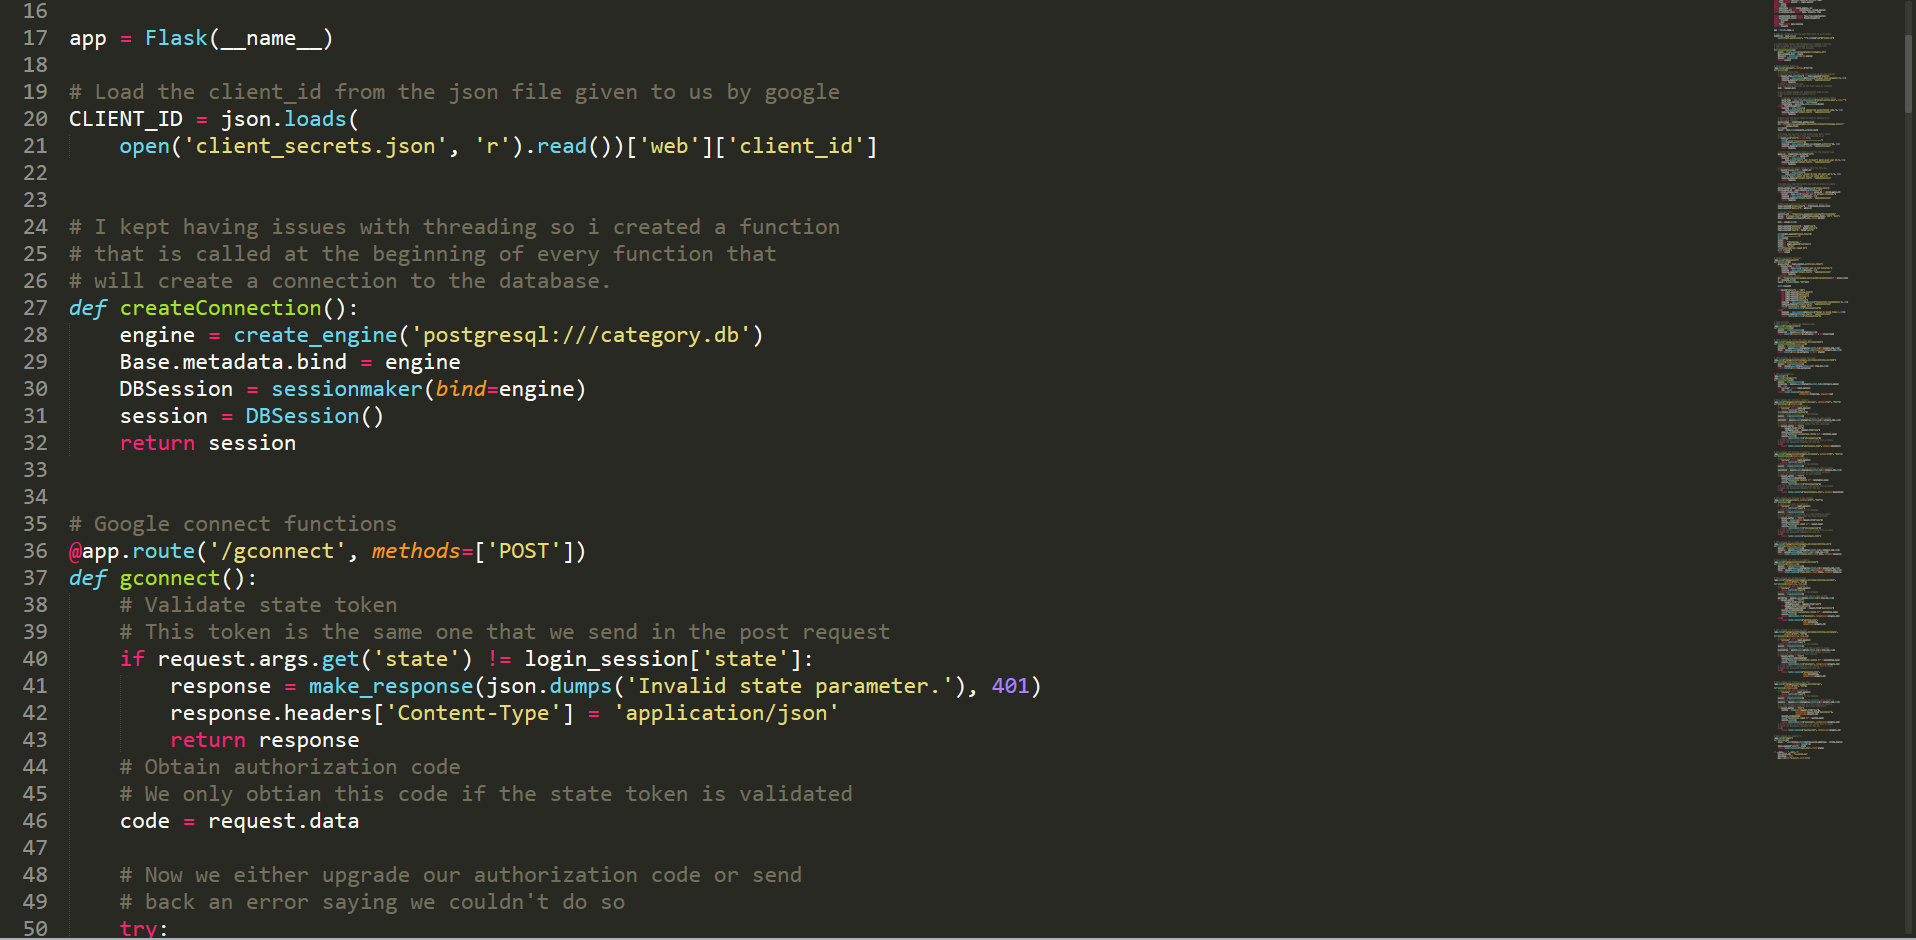 16
17 app = Flask(__name__)
18
19 # Load the client_id from the json file given to us by google
20 CLIENT_ID = json.loads(
21     open('client_secrets.json', 'r').read())['web']['client_id']
22
23
24 # I kept having issues with threading so i created a function
25 # that is called at the beginning of every function that
26 # will create a connection to the database.
27 def createConnection():
28     engine = create_engine('postgresql:///category.db')
29     Base.metadata.bind = engine
30     DBSession = sessionmaker(bind=engine)
31     session = DBSession()
32     return session
33
34
35 # Google connect functions
36 @app.route('/gconnect', methods=['POST'])
37 def gconnect():
38     # Validate state token
39     # This token is the same one that we send in the post request
40     if request.args.get('state') != login_session['state']:
41         response = make_response(json.dumps('Invalid state parameter.'), 401)
42         response.headers['Content-Type'] = 'application/json'
43         return response
44     # Obtain authorization code
45     # We only obtian this code if the state token is validated
46     code = request.data
47
48     # Now we either upgrade our authorization code or send
49     # back an error saying we couldn't do so
50     try: